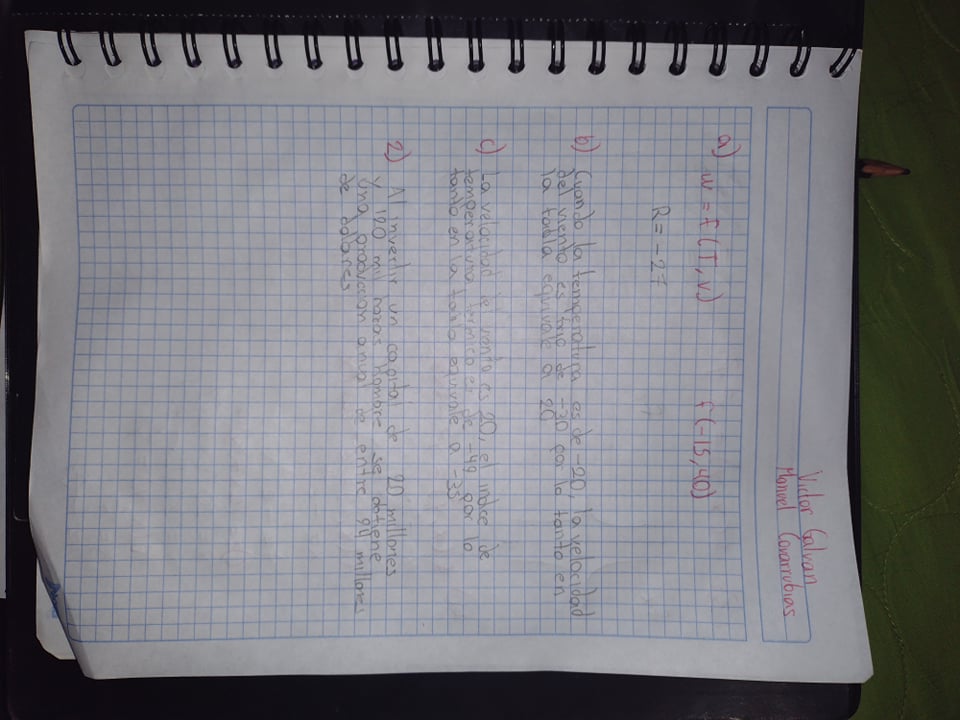 Victor Galvan
Manuel Covarrubias
a) w = f(T, v) f(-15, 40)
R = -27
b) Cuando la temperatura es de -20, la velocidad
del viento es de -30 por lo tanto en
la tabla equivale a 20
c) La velocidad del viento es 20, el indice de
temperatura termico es de -49 por lo
tanto en la tabla equivale a -35
2) Al invertir un capital de 20 millones
y 120 mil horas hombre se obtiene
una produccion anual de entre 94 millones
de dolares